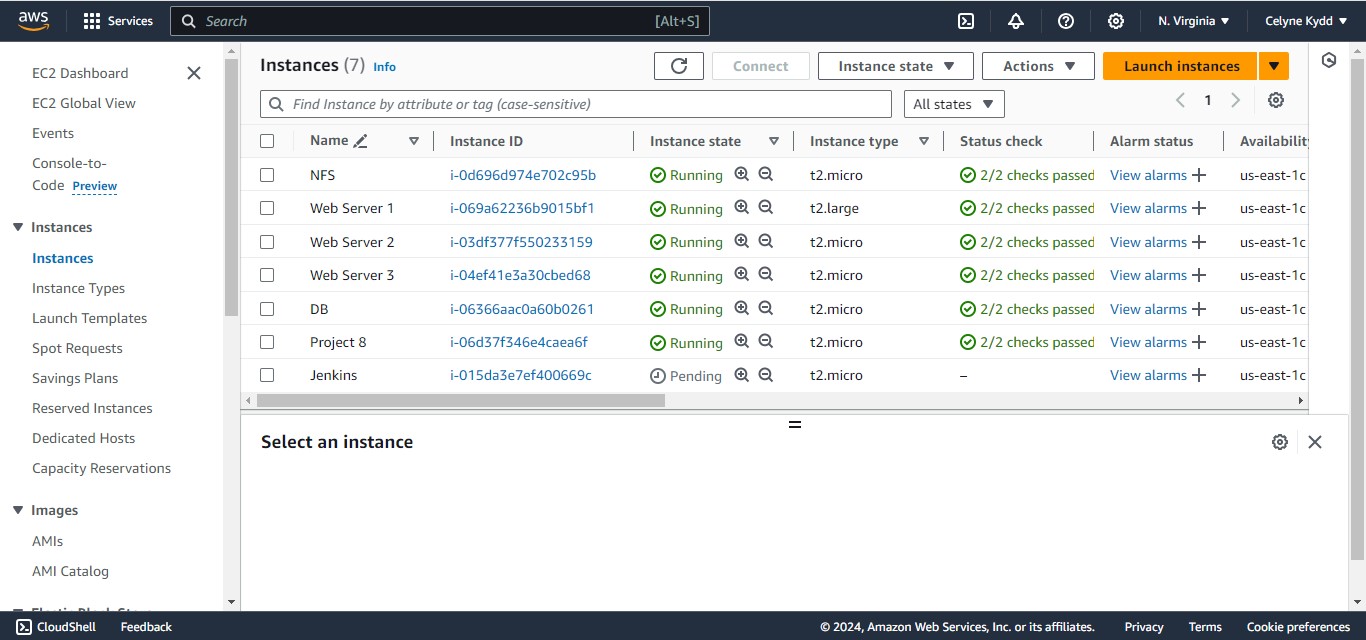 aws Services Search [Alt+S] N. Virginia Celyne Kydd
EC2 Dashboard
EC2 Global View
Events
Console-to-
Code Preview
Instances
Instances
Instance Types
Launch Templates
Spot Requests
Savings Plans
Reserved Instances
Dedicated Hosts
Capacity Reservations
Images
AMIs
AMI Catalog
Instances (7) Info Connect Instance state Actions Launch instances
Find Instance by attribute or tag (case-sensitive) All states 1
Name Instance ID Instance state Instance type Status check Alarm status Availability
NFS i-0d696d974e702c95b Running t2.micro 2/2 checks passed View alarms us-east-1c
Web Server 1 i-069a62236b9015bf1 Running t2.large 2/2 checks passed View alarms us-east-1c
Web Server 2 i-03df377f550233159 Running t2.micro 2/2 checks passed View alarms us-east-1c
Web Server 3 i-04ef41e3a30cbed68 Running t2.micro 2/2 checks passed View alarms us-east-1c
DB i-06366aac0a60b0261 Running t2.micro 2/2 checks passed View alarms us-east-1c
Project 8 i-06d37f346e4caea6f Running t2.micro 2/2 checks passed View alarms us-east-1c
Jenkins i-015da3e7ef400669c Pending t2.micro – View alarms us-east-1c
Select an instance
CloudShell Feedback © 2024, Amazon Web Services, Inc. or its affiliates. Privacy Terms Cookie preferences